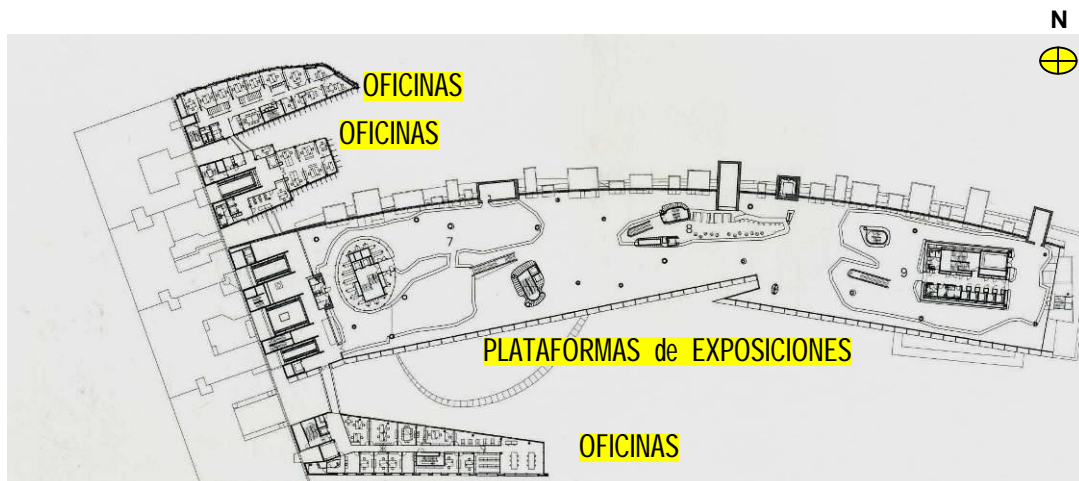 N
OFICINAS
OFICINAS
7
8
9
PLATAFORMAS de EXPOSICIONES
OFICINAS